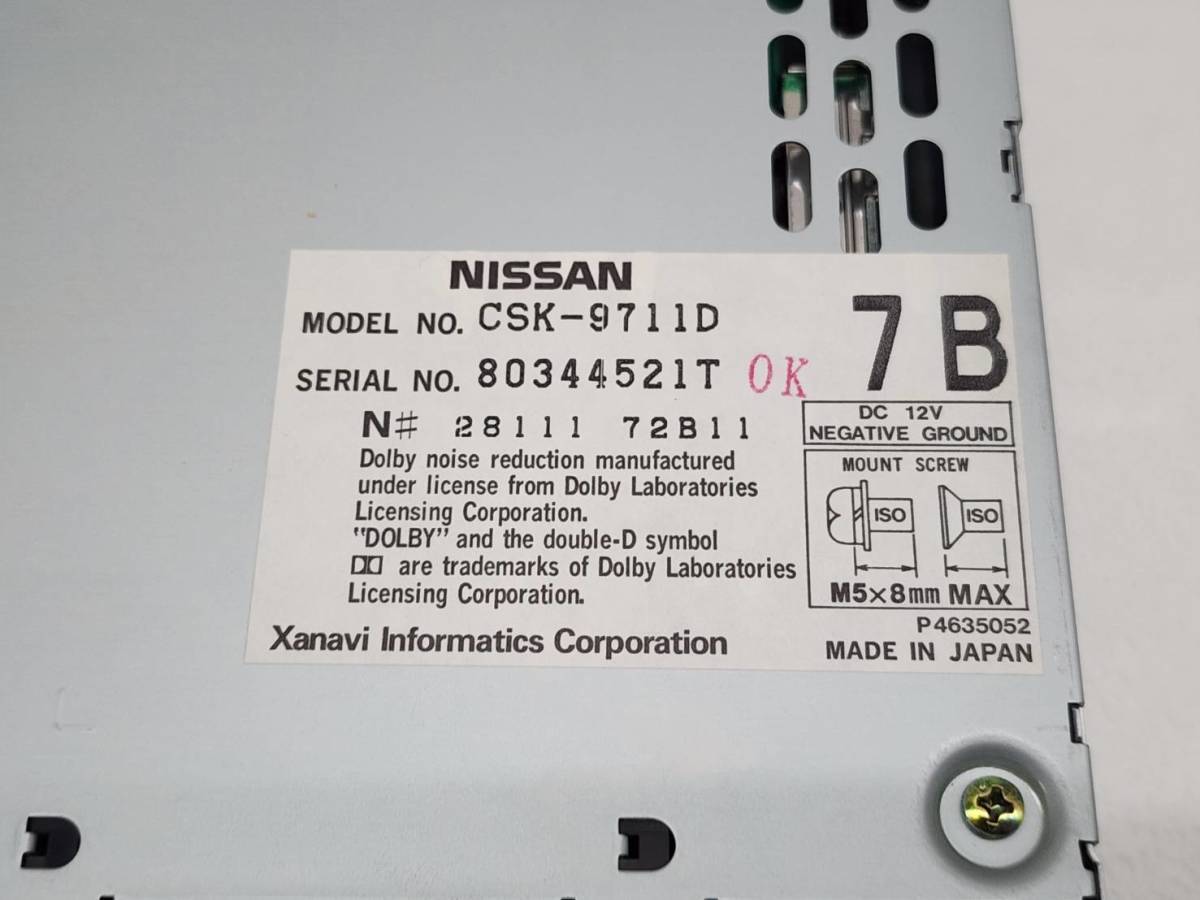 NISSAN
MODEL NO. CSK-9711D
7B
SERIAL NO. 80344521T OK
N# 28111 72B11
DC 12V
NEGATIVE GROUND
Dolby noise reduction manufactured
under license from Dolby Laboratories
Licensing Corporation.
"DOLBY" and the double-D symbol
are trademarks of Dolby Laboratories
Licensing Corporation.
MOUNT SCREW
ISO ISO
M5×8mm MAX
P4635052
Xanavi Informatics Corporation
MADE IN JAPAN